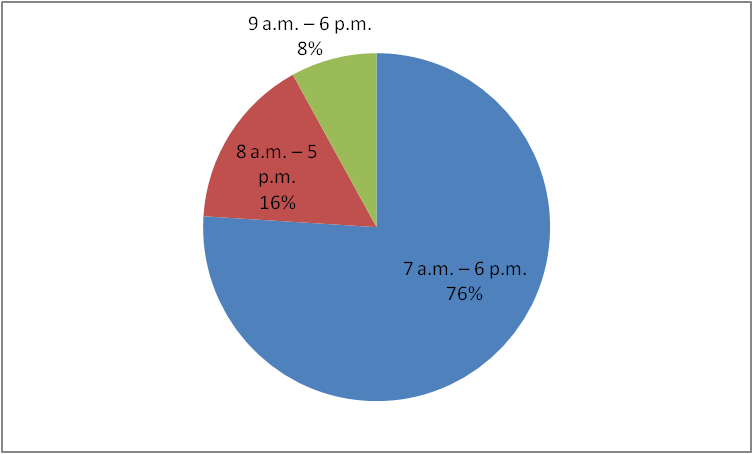 9 a.m. – 6 p.m.
8%
8 a.m. – 5
p.m.
16%
7 a.m. – 6 p.m.
76%